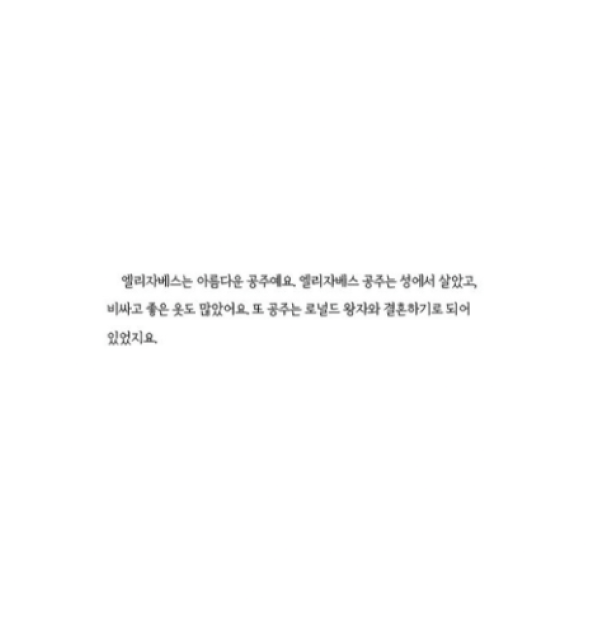 엘리자베스는 아름다운 공주예요. 엘리자베스 공주는 성에서 살았고,
비싸고 좋은 옷도 많았어요. 또 공주는 로널드 왕자와 결혼하기로 되어
있었지요.